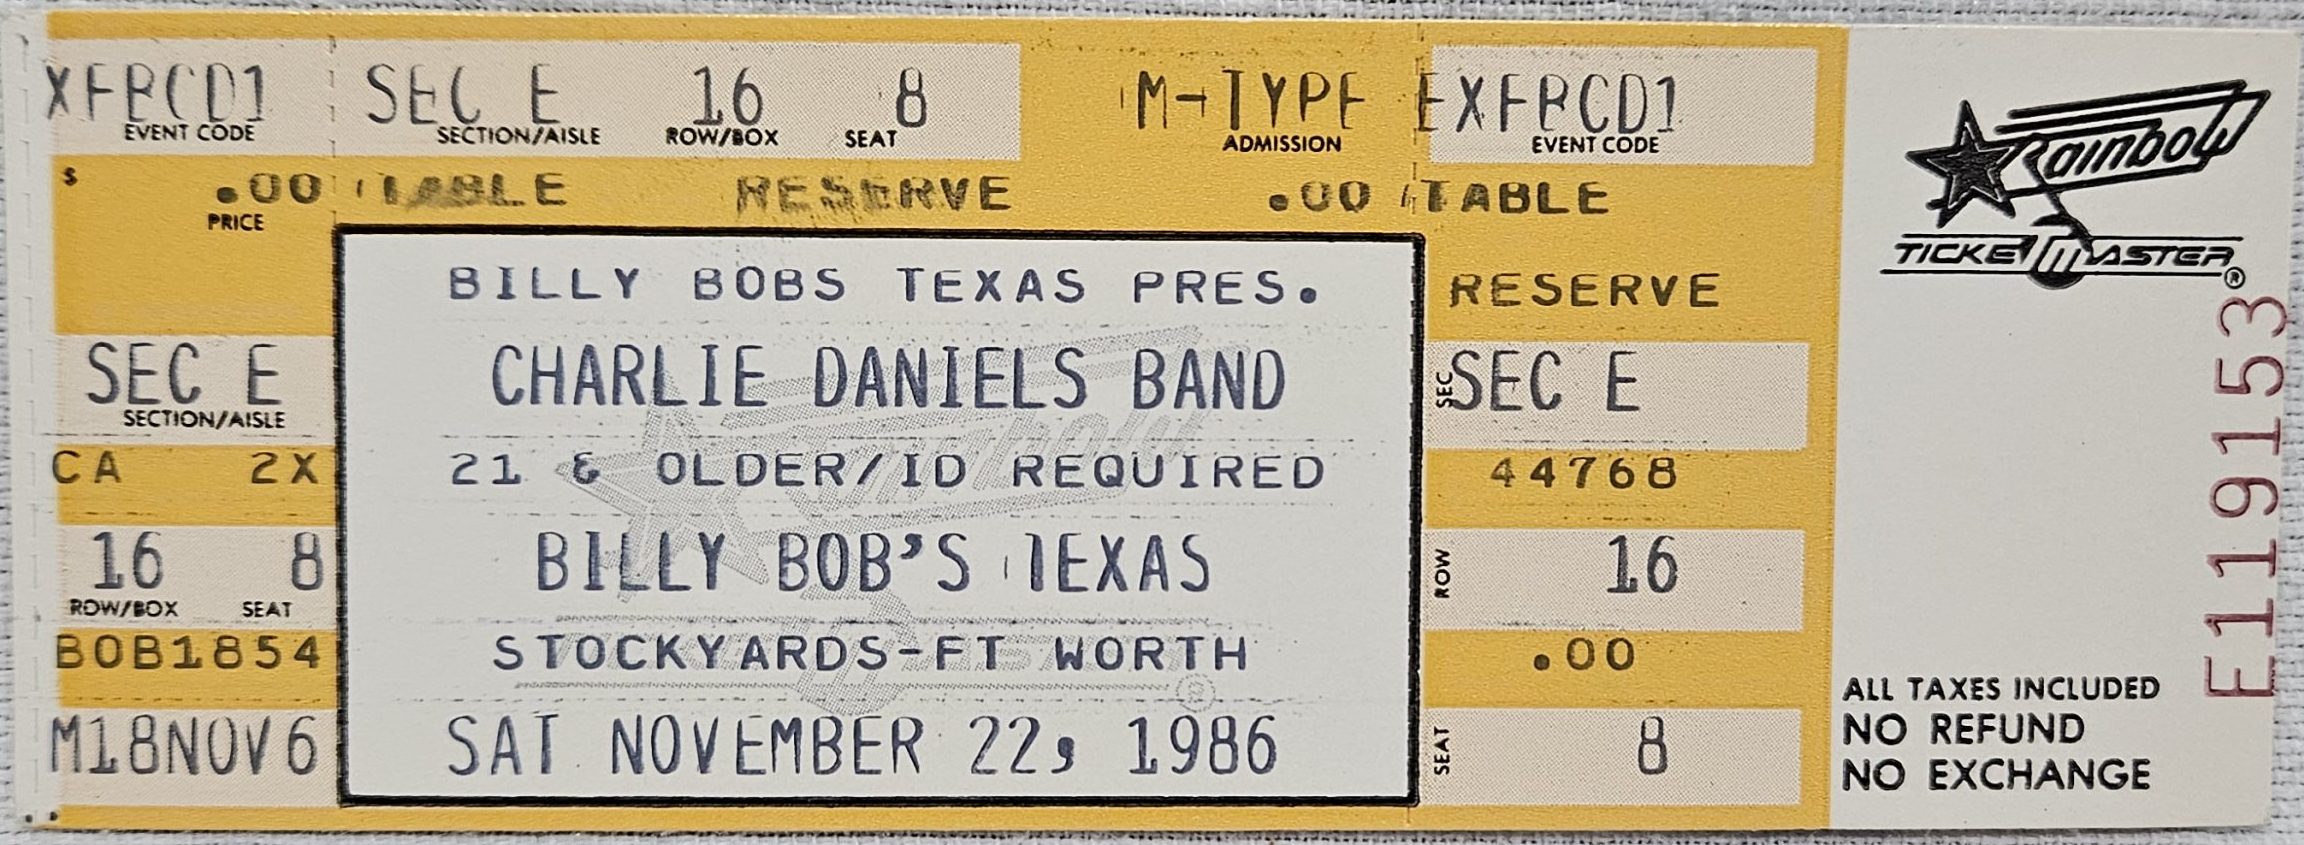 XFBCD1 SEC E 16 8 M-TYPE EXFBCD1
EVENT CODE SECTION/AISLE ROW/BOX SEAT ADMISSION EVENT CODE
$ .00 TABLE RESERVE .00 TABLE
PRICE
BILLY BOBS TEXAS PRES.
CHARLIE DANIELS BAND
21 & OLDER/ID REQUIRED
BILLY BOB'S TEXAS
STOCKYARDS-FT WORTH
SAT NOVEMBER 22, 1986
SEC E
SECTION/AISLE
CA 2X
16 8
ROW/BOX SEAT
BOB1854
M18NOV6
RESERVE
SEC SEC E
44768
ROW 16
.00
SEAT 8
Rainbow
TICKETMASTER®
E119153
ALL TAXES INCLUDED
NO REFUND
NO EXCHANGE